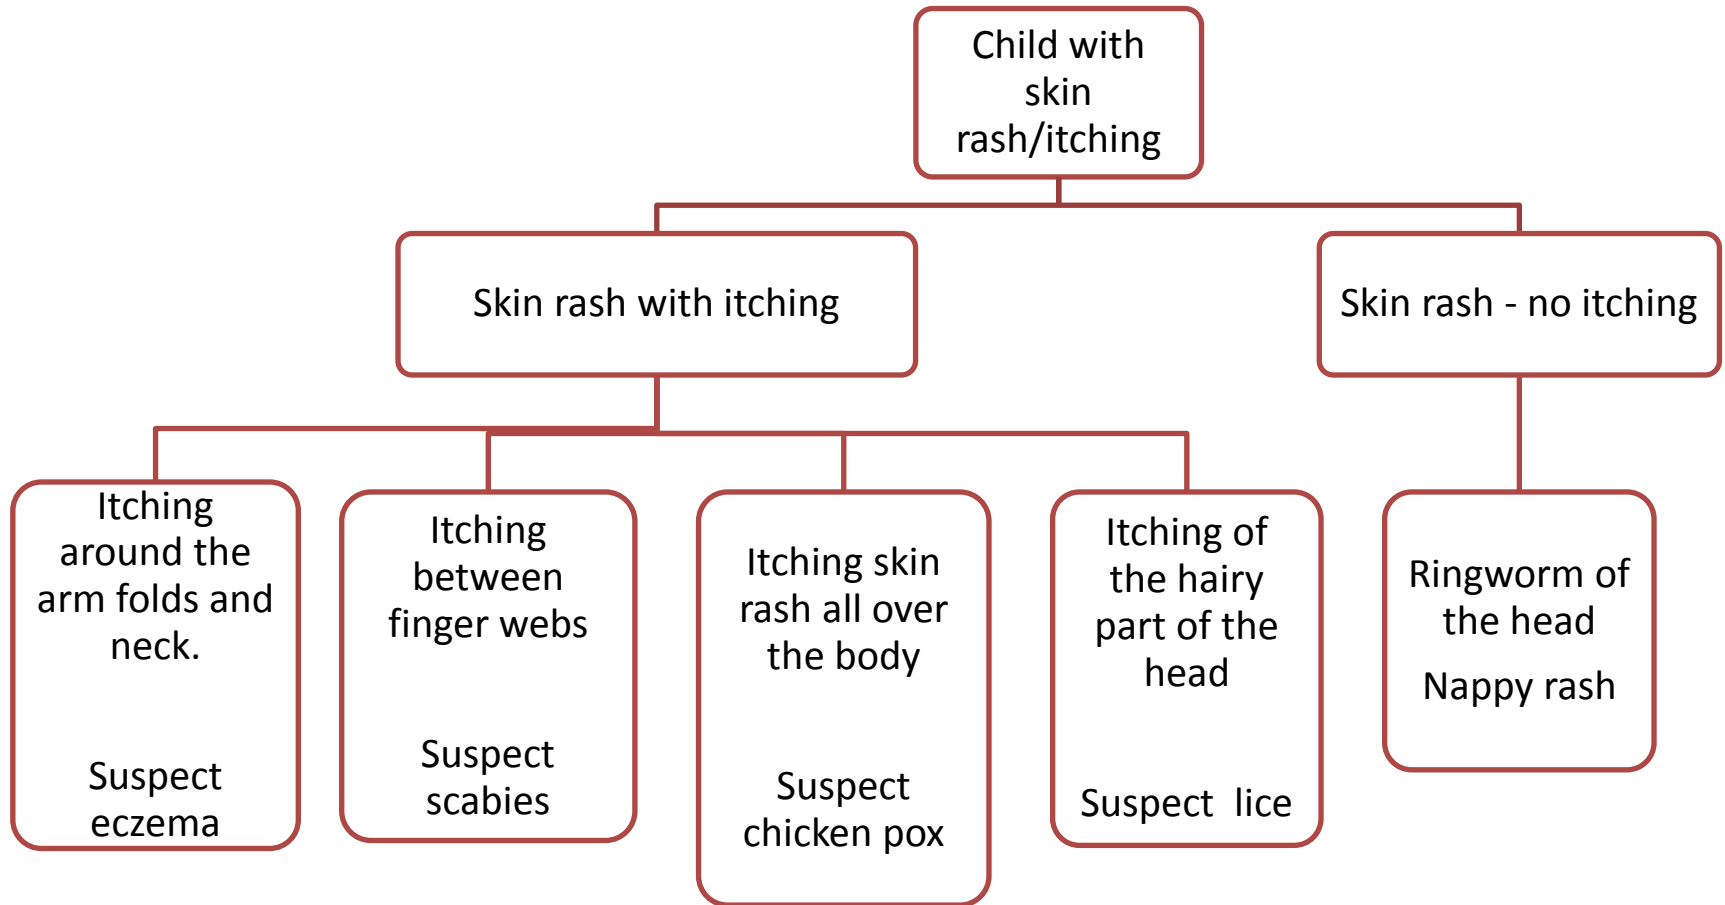 Child with
skin
rash/itching
Skin rash with itching
Skin rash - no itching
Itching
around the
arm folds and
neck.
Suspect
eczema
Itching
between
finger webs
Suspect
scabies
Itching skin
rash all over
the body
Suspect
chicken pox
Itching of
the hairy
part of the
head
Suspect  lice
Ringworm of
the head
Nappy rash